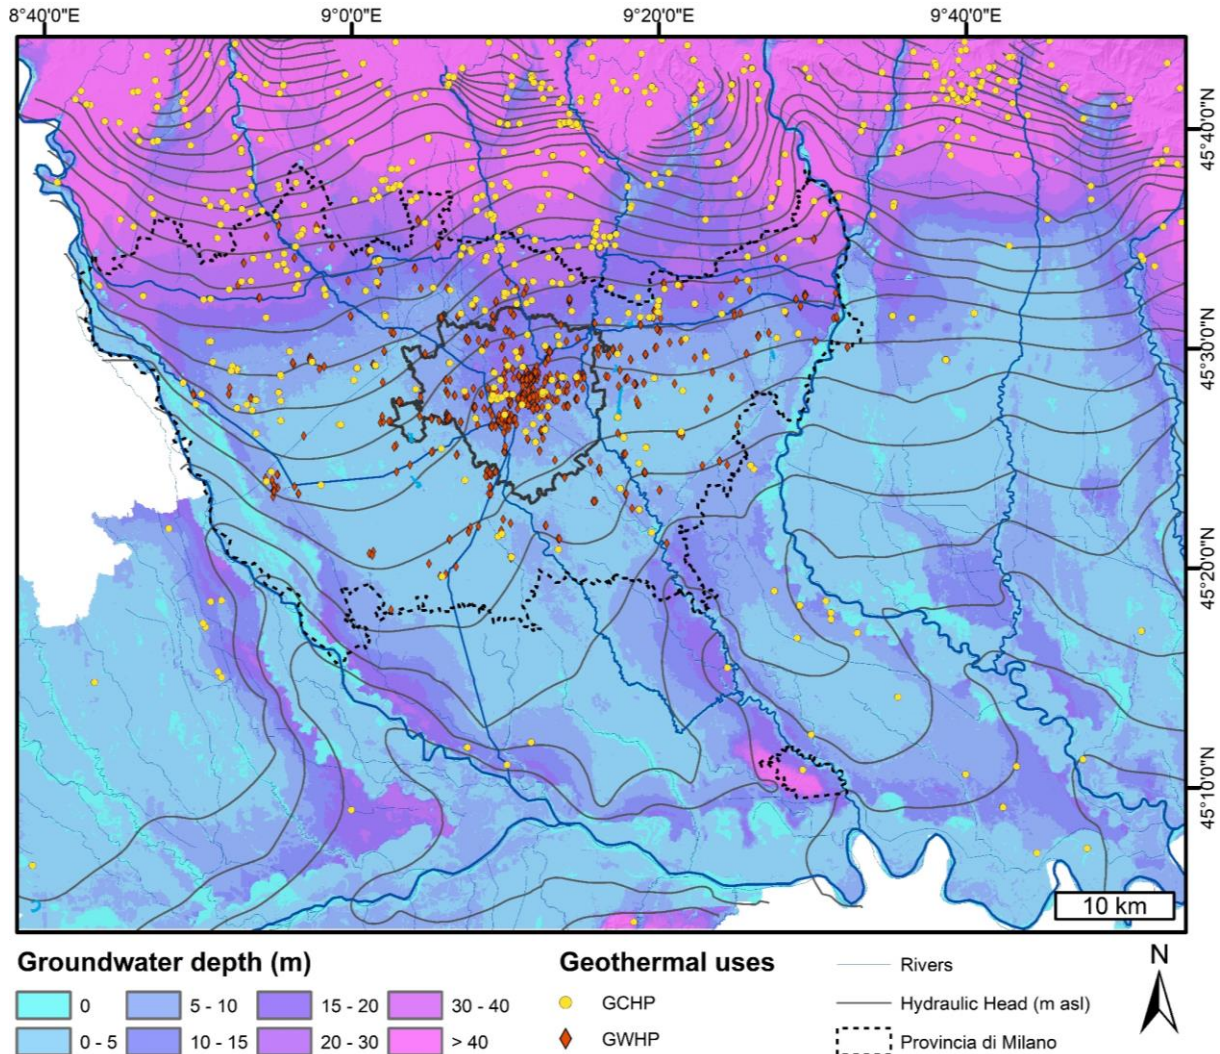 8°40'0"E 9°0'0"E 9°20'0"E 9°40'0"E
45°40'0"N
45°30'0"N
45°20'0"N
45°10'0"N
10 km
Groundwater depth (m)
0
5 - 10
15 - 20
30 - 40
0 - 5
10 - 15
20 - 30
> 40
Geothermal uses
GCHP
GWHP
Rivers
Hydraulic Head (m asl)
Provincia di Milano
N